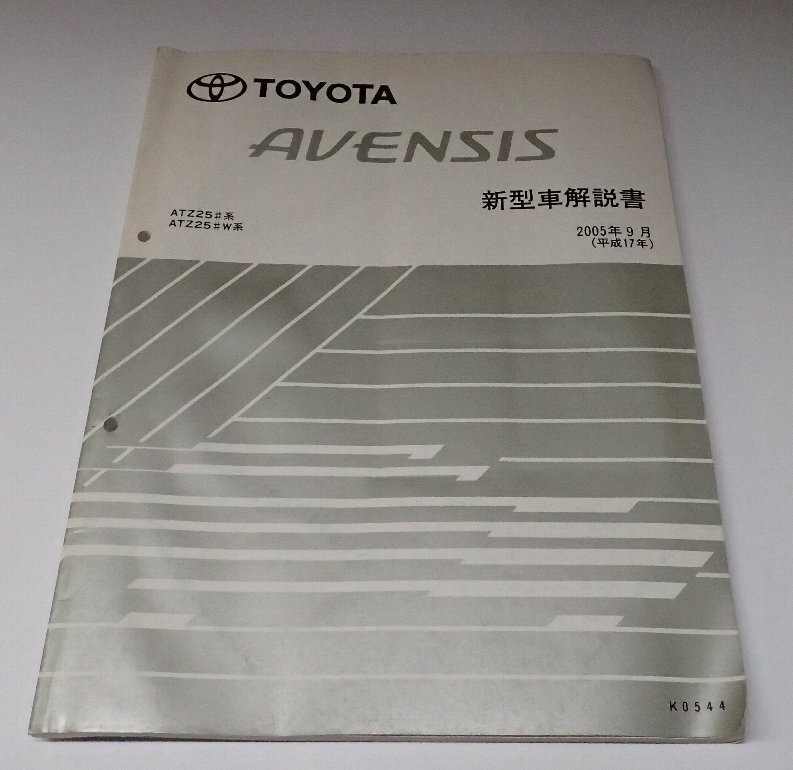 TOYOTA
AVENSIS
新型車解説書
ATZ25#系
ATZ25#W系
2005年9月
(平成17年)
K0544